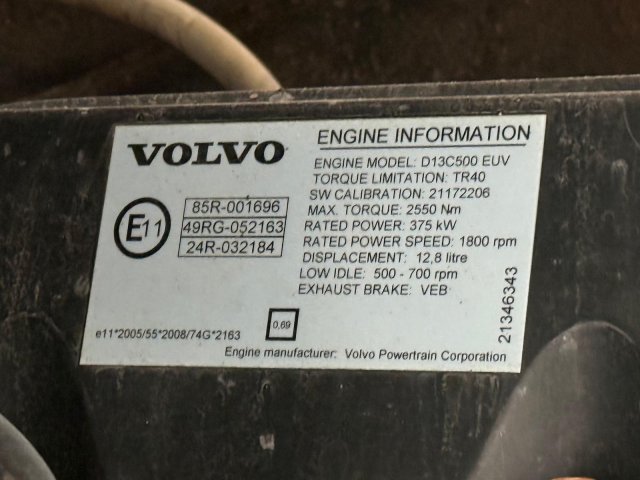 VOLVO
E11
85R-001696
49RG-052163
24R-032184
e11*2005/55*2008/74G*2163
0,69
ENGINE INFORMATION
ENGINE MODEL: D13C500 EUV
TORQUE LIMITATION: TR40
SW CALIBRATION: 21172206
MAX. TORQUE: 2550 Nm
RATED POWER: 375 kW
RATED POWER SPEED: 1800 rpm
DISPLACEMENT: 12,8 litre
LOW IDLE: 500 - 700 rpm
EXHAUST BRAKE: VEB
Engine manufacturer: Volvo Powertrain Corporation
21346343